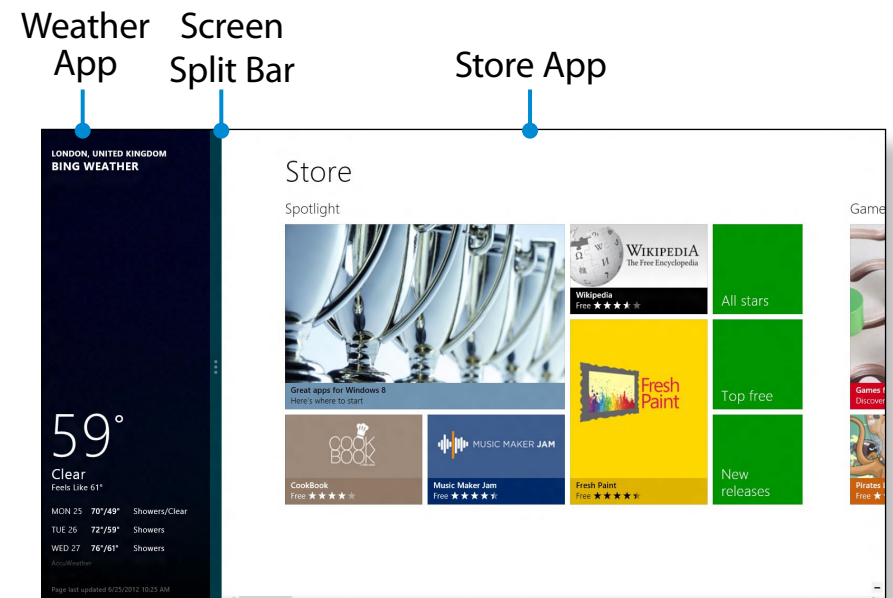 Weather
App
Screen
Split Bar
Store App
LONDON, UNITED KINGDOM
BING WEATHER
59°
Clear
Feels Like 61°
MON 25 70°/49° Showers/Clear
TUE 26 72°/59° Showers
WED 27 76°/61° Showers
AccuWeather
Page last updated 6/25/2012 10:25 AM
Store
Spotlight
Great apps for Windows 8
Here's where to start
COOK
BOOK
CookBook
Free
MUSIC MAKER JAM
Music Maker Jam
Free
WIKIPEDIA
The Free Encyclopedia
Wikipedia
Free
Fresh
Paint
Fresh Paint
Free
All stars
Top free
New
releases
Game
Games f
Discover
Pirates L
Free